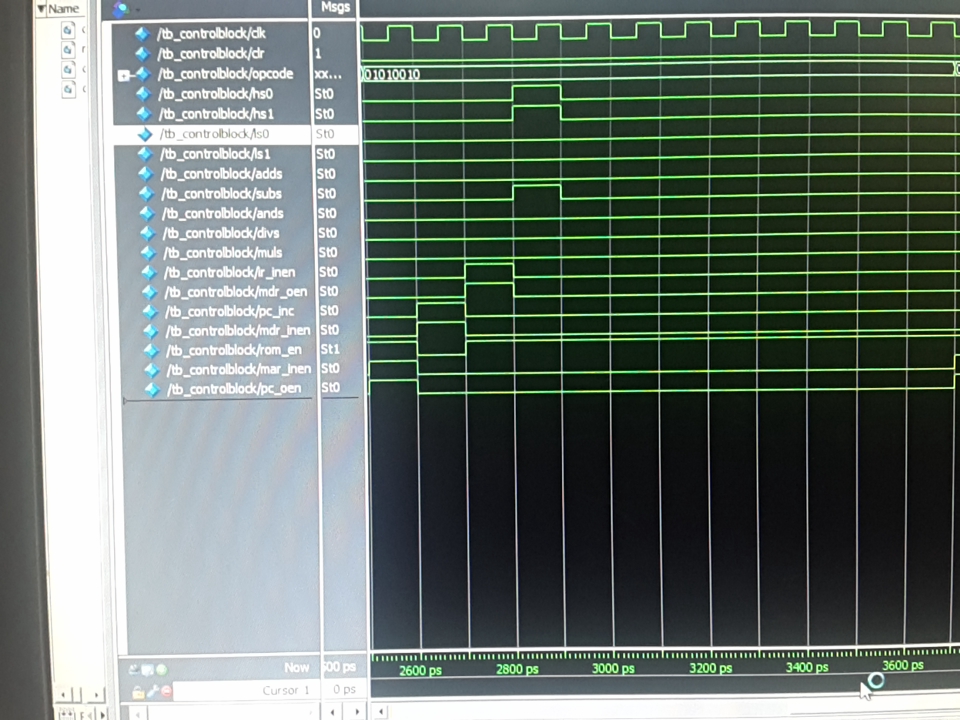 Name Msgs
/tb_controlblock/clk 0
/tb_controlblock/clr 1
/tb_controlblock/opcode xx... 01010010
/tb_controlblock/hs0 St0
/tb_controlblock/hs1 St0
/tb_controlblock/ls0 St0
/tb_controlblock/ls1 St0
/tb_controlblock/adds St0
/tb_controlblock/subs St0
/tb_controlblock/ands St0
/tb_controlblock/divs St0
/tb_controlblock/muls St0
/tb_controlblock/ir_inen St0
/tb_controlblock/mdr_oen St0
/tb_controlblock/pc_inc St0
/tb_controlblock/mdr_inen St0
/tb_controlblock/rom_en St1
/tb_controlblock/mar_inen St0
/tb_controlblock/pc_oen St0
Now 500 ps 2600 ps 2800 ps 3000 ps 3200 ps 3400 ps 3600 ps
Cursor 1 0 ps